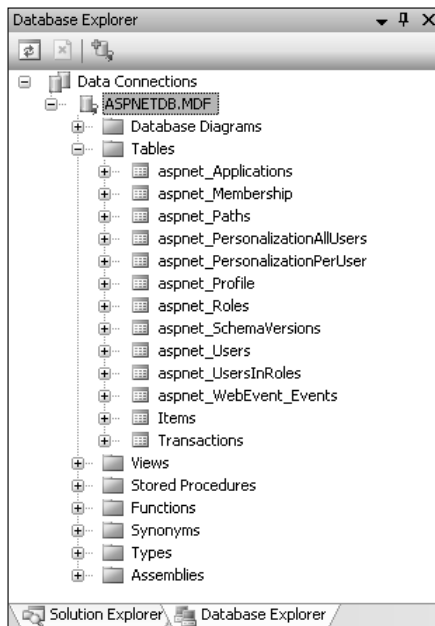 Database Explorer
Data Connections
ASPNETDB.MDF
Database Diagrams
Tables
aspnet_Applications
aspnet_Membership
aspnet_Paths
aspnet_PersonalizationAllUsers
aspnet_PersonalizationPerUser
aspnet_Profile
aspnet_Roles
aspnet_SchemaVersions
aspnet_Users
aspnet_UsersInRoles
aspnet_WebEvent_Events
Items
Transactions
Views
Stored Procedures
Functions
Synonyms
Types
Assemblies
Solution Explorer Database Explorer